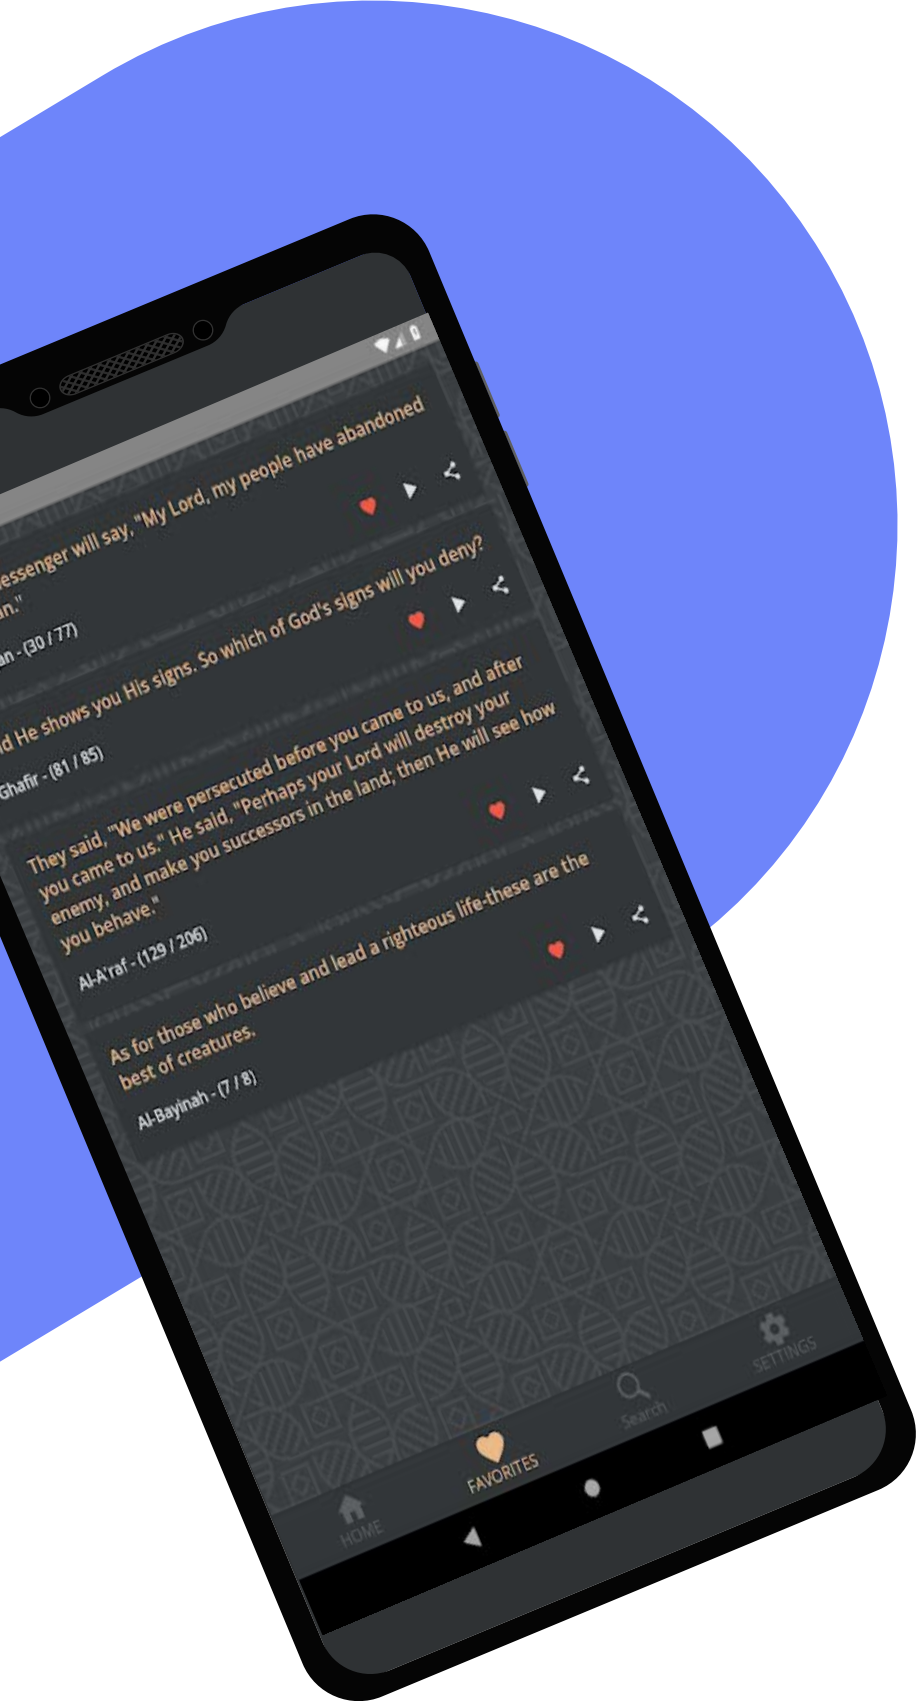 essenger will say, "My Lord, my people have abandoned
an."
an - (30 / 77)
d He shows you His signs. So which of God's signs will you deny?
Ghafir - (81 / 85)
They said, "We were persecuted before you came to us, and after
you came to us." He said, "Perhaps your Lord will destroy your
enemy, and make you successors in the land; then He will see how
you behave."
Al-A'raf - (129 / 206)
As for those who believe and lead a righteous life-these are the
best of creatures.
Al-Bayinah - (7 / 8)
HOME
FAVORITES
Search
SETTINGS